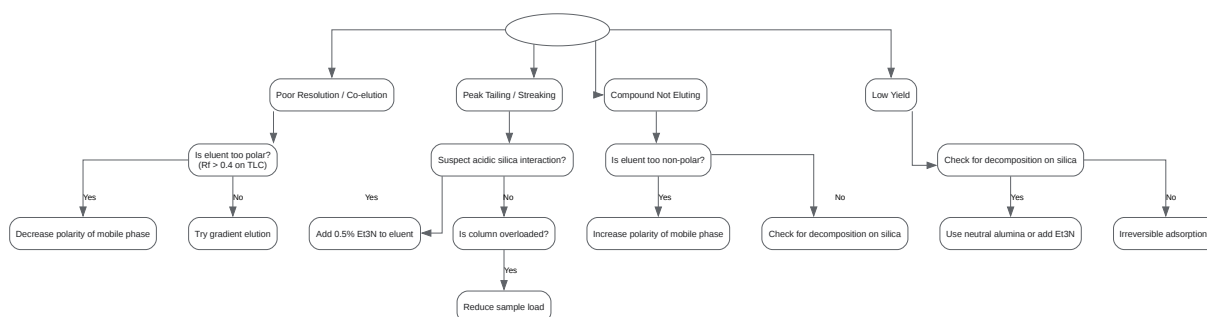 Poor Resolution / Co-elution
Peak Tailing / Streaking
Compound Not Eluting
Low Yield
Is eluent too polar?
(Rf > 0.4 on TLC)
Suspect acidic silica interaction?
Is eluent too non-polar?
Check for decomposition on silica
Yes
No
Yes
No
Yes
No
Yes
No
Decrease polarity of mobile phase
Try gradient elution
Add 0.5% Et3N to eluent
Is column overloaded?
Increase polarity of mobile phase
Check for decomposition on silica
Use neutral alumina or add Et3N
Irreversible adsorption
Yes
Reduce sample load